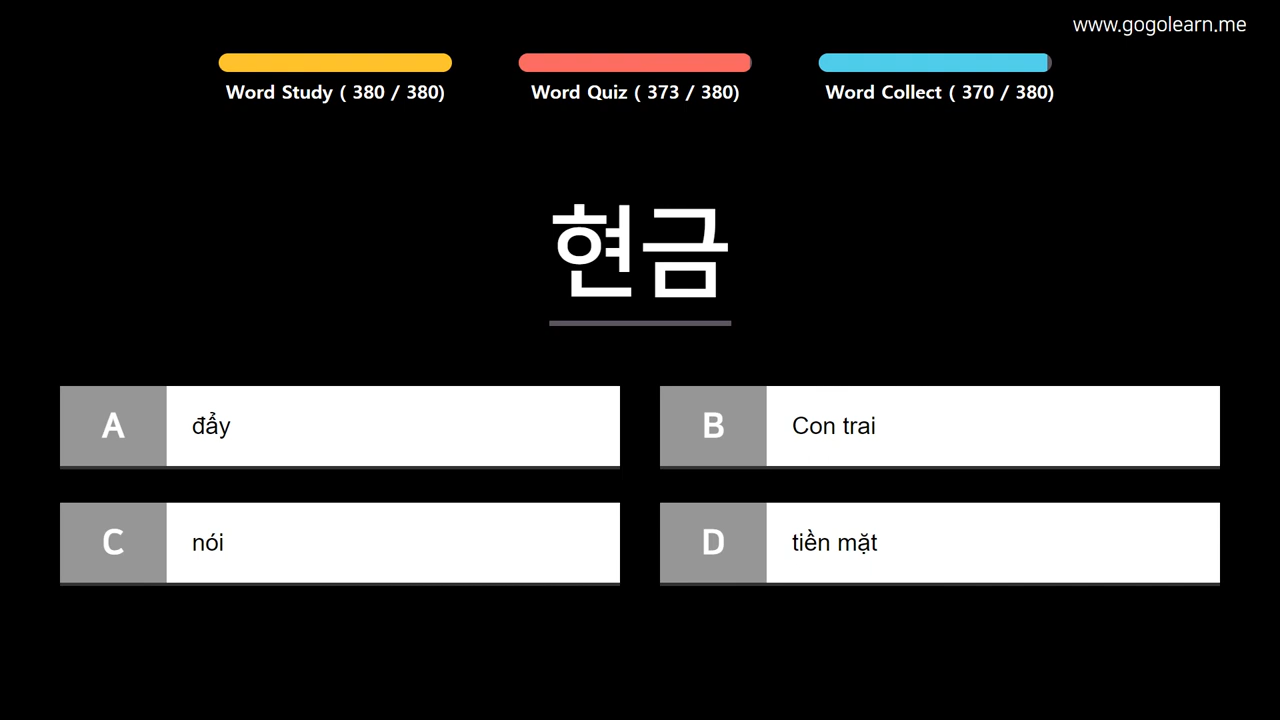 www.gogolearn.me
Word Study ( 380 / 380)
Word Quiz ( 373 / 380)
Word Collect ( 370 / 380)
현금
A đẩy
B Con trai
C nói
D tiền mặt